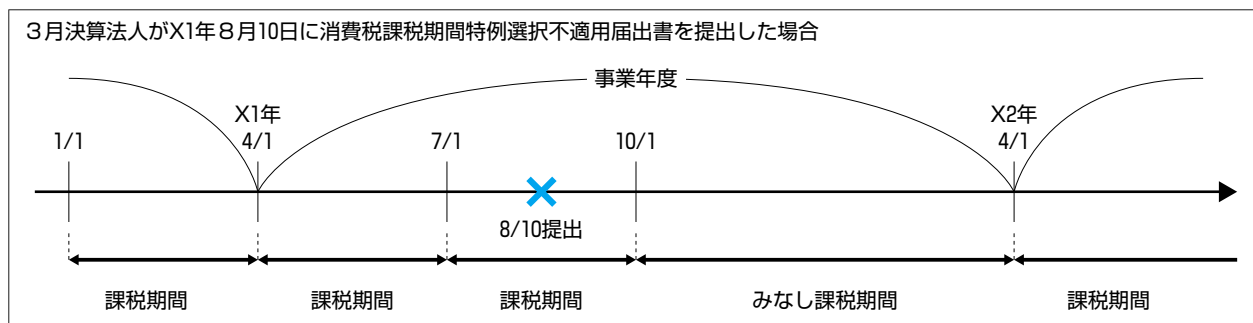 3月決算法人がX1年8月10日に消費税課税期間特例選択不適用届出書を提出した場合
事業年度
X1年
X2年
1/1
4/1
7/1
10/1
4/1
8/10提出
課税期間
課税期間
課税期間
みなし課税期間
課税期間